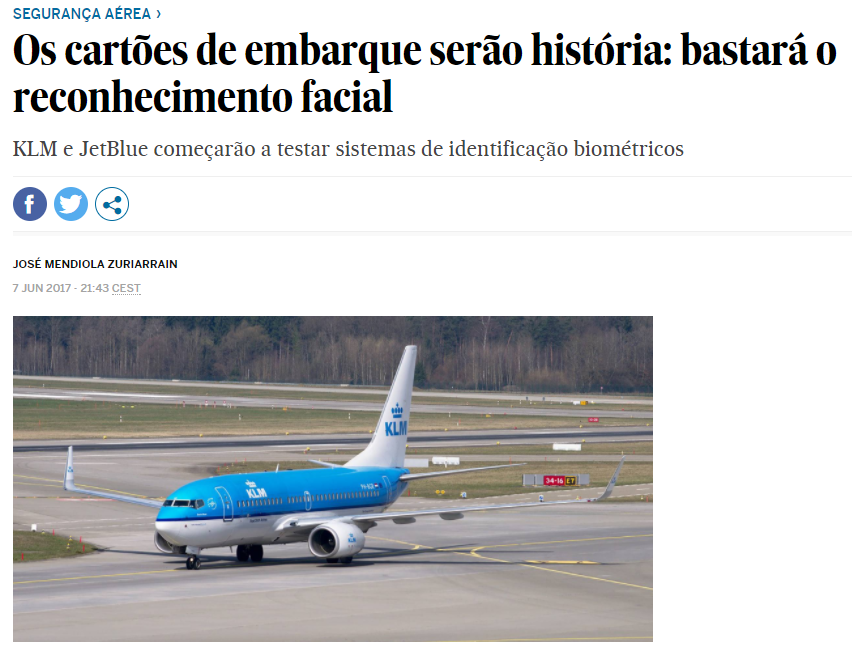 SEGURANÇA AÉREA ›
Os cartões de embarque serão história: bastará o
reconhecimento facial
KLM e JetBlue começarão a testar sistemas de identificação biométricos
JOSÉ MENDIOLA ZURIARRAIN
7 JUN 2017 - 21:43 CEST
KLM
KLM
34-16 ET
KLM